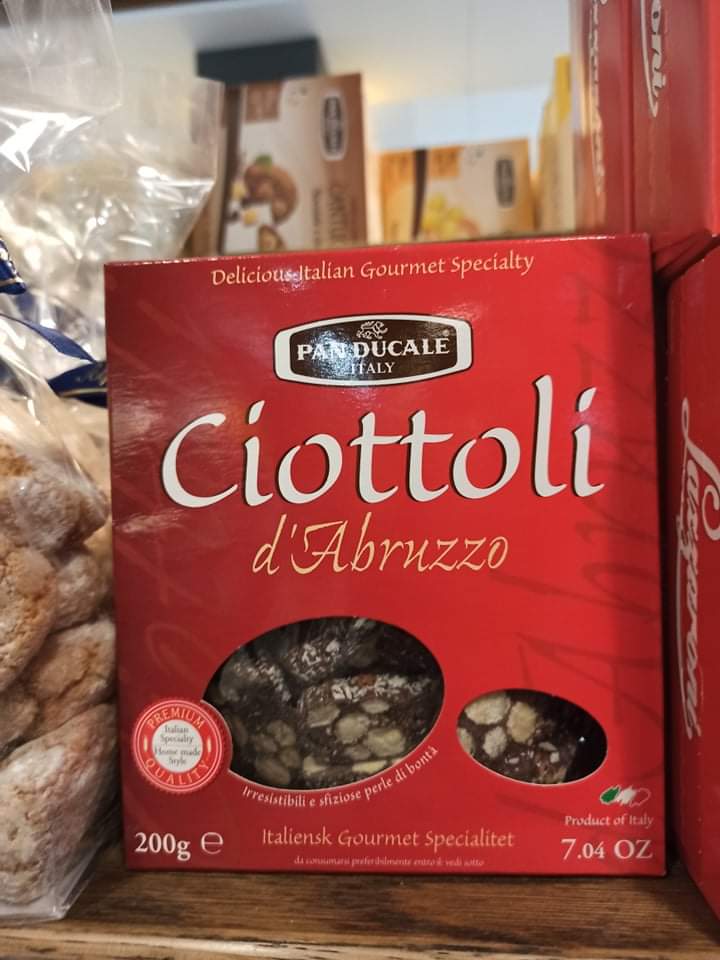 Delicious Italian Gourmet Specialty
PAN DUCALE®
ITALY
Ciottoli
d'Abruzzo
PREMIUM
Italian
Specialty
Home made
Style
QUALITY
Irresistibili e sfiziose perle di bontà
Product of Italy
200g ℮
Italiensk Gourmet Specialitet
7.04 OZ
da consumarsi preferibilmente entro il: vedi sotto
Lazzaroni